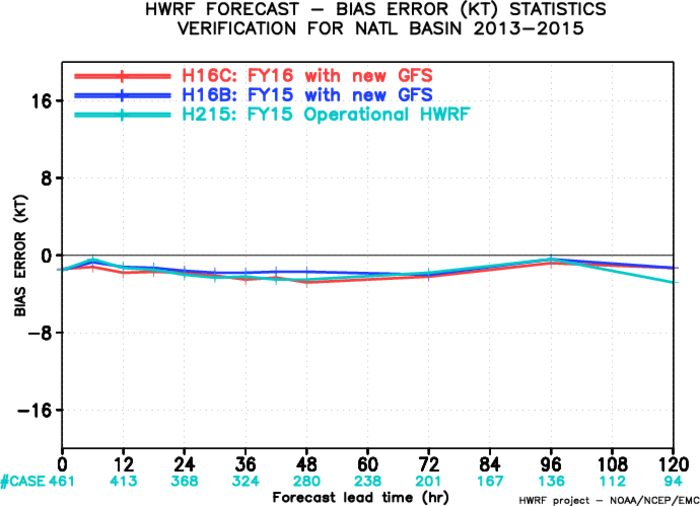 HWRF FORECAST − BIAS ERROR (KT) STATISTICS
VERIFICATION FOR NATL BASIN 2013−2015
H16C: FY16 with new GFS
H16B: FY15 with new GFS
H215: FY15 Operational HWRF
16
8
0
−8
−16
BIAS ERROR (KT)
0 12 24 36 48 60 72 84 96 108 120
#CASE 461 413 368 324 280 238 201 167 136 112 94
Forecast lead time (hr)
HWRF project − NOAA/NCEP/EMC